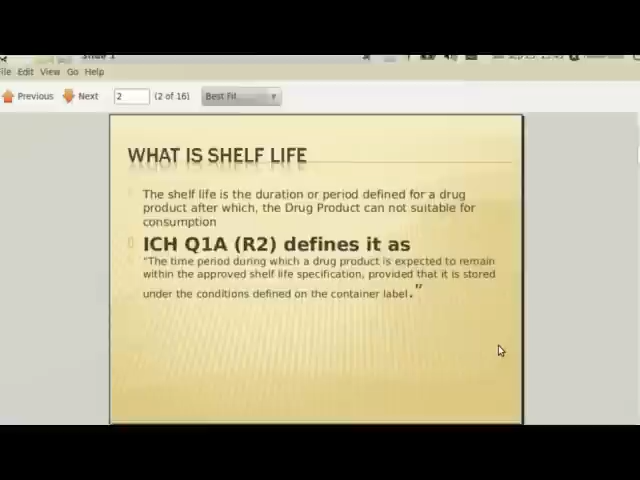 Slide 1
File Edit View Go Help
Previous Next 2 (2 of 16) Best Fit
WHAT IS SHELF LIFE
The shelf life is the duration or period defined for a drug
product after which, the Drug Product can not suitable for
consumption
ICH Q1A (R2) defines it as
"The time period during which a drug product is expected to remain
within the approved shelf life specification, provided that it is stored
under the conditions defined on the container label."